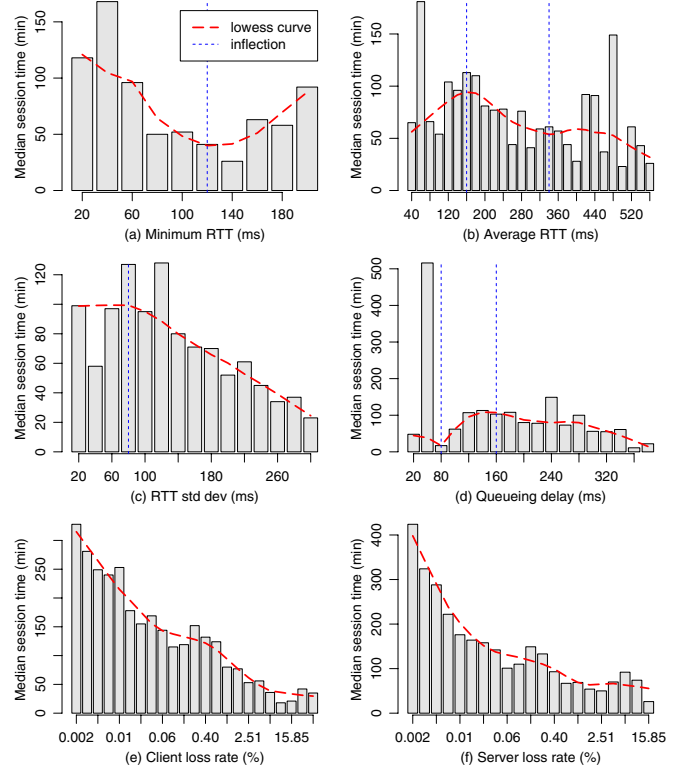 lowess curve
inflection
Median session time (min)
0 50 100 150
20 60 100 140 180
(a) Minimum RTT (ms)
Median session time (min)
0 50 100 150
40 120 200 280 360 440 520
(b) Average RTT (ms)
Median session time (min)
0 20 40 60 80 100 120
20 60 100 180 260
(c) RTT std dev (ms)
Median session time (min)
0 100 200 300 400 500
20 80 160 240 320
(d) Queueing delay (ms)
Median session time (min)
0 50 150 250
0.002 0.01 0.06 0.40 2.51 15.85
(e) Client loss rate (%)
Median session time (min)
0 100 200 300 400
0.002 0.01 0.06 0.40 2.51 15.85
(f) Server loss rate (%)